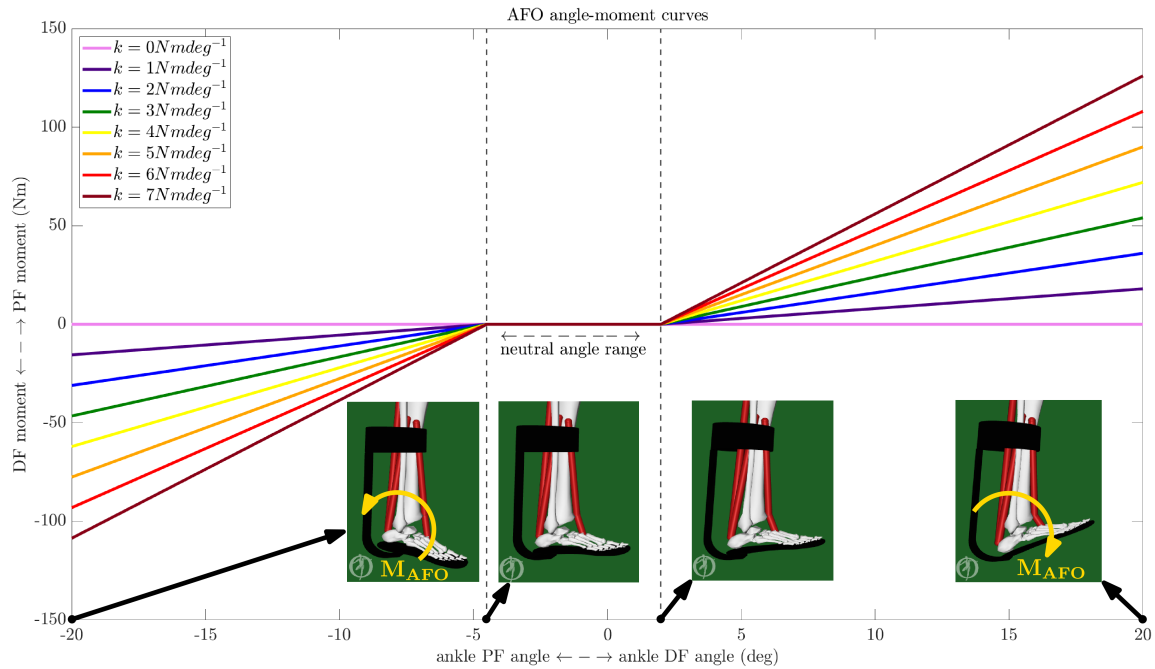 AFO angle-moment curves
150
100
50
0
-50
-100
-150
DF moment ← - → PF moment (Nm)
k = 0Nmdeg⁻¹
k = 1Nmdeg⁻¹
k = 2Nmdeg⁻¹
k = 3Nmdeg⁻¹
k = 4Nmdeg⁻¹
k = 5Nmdeg⁻¹
k = 6Nmdeg⁻¹
k = 7Nmdeg⁻¹
neutral angle range
M_AFO
M_AFO
-20 -15 -10 -5 0 5 10 15 20
ankle PF angle ← - → ankle DF angle (deg)